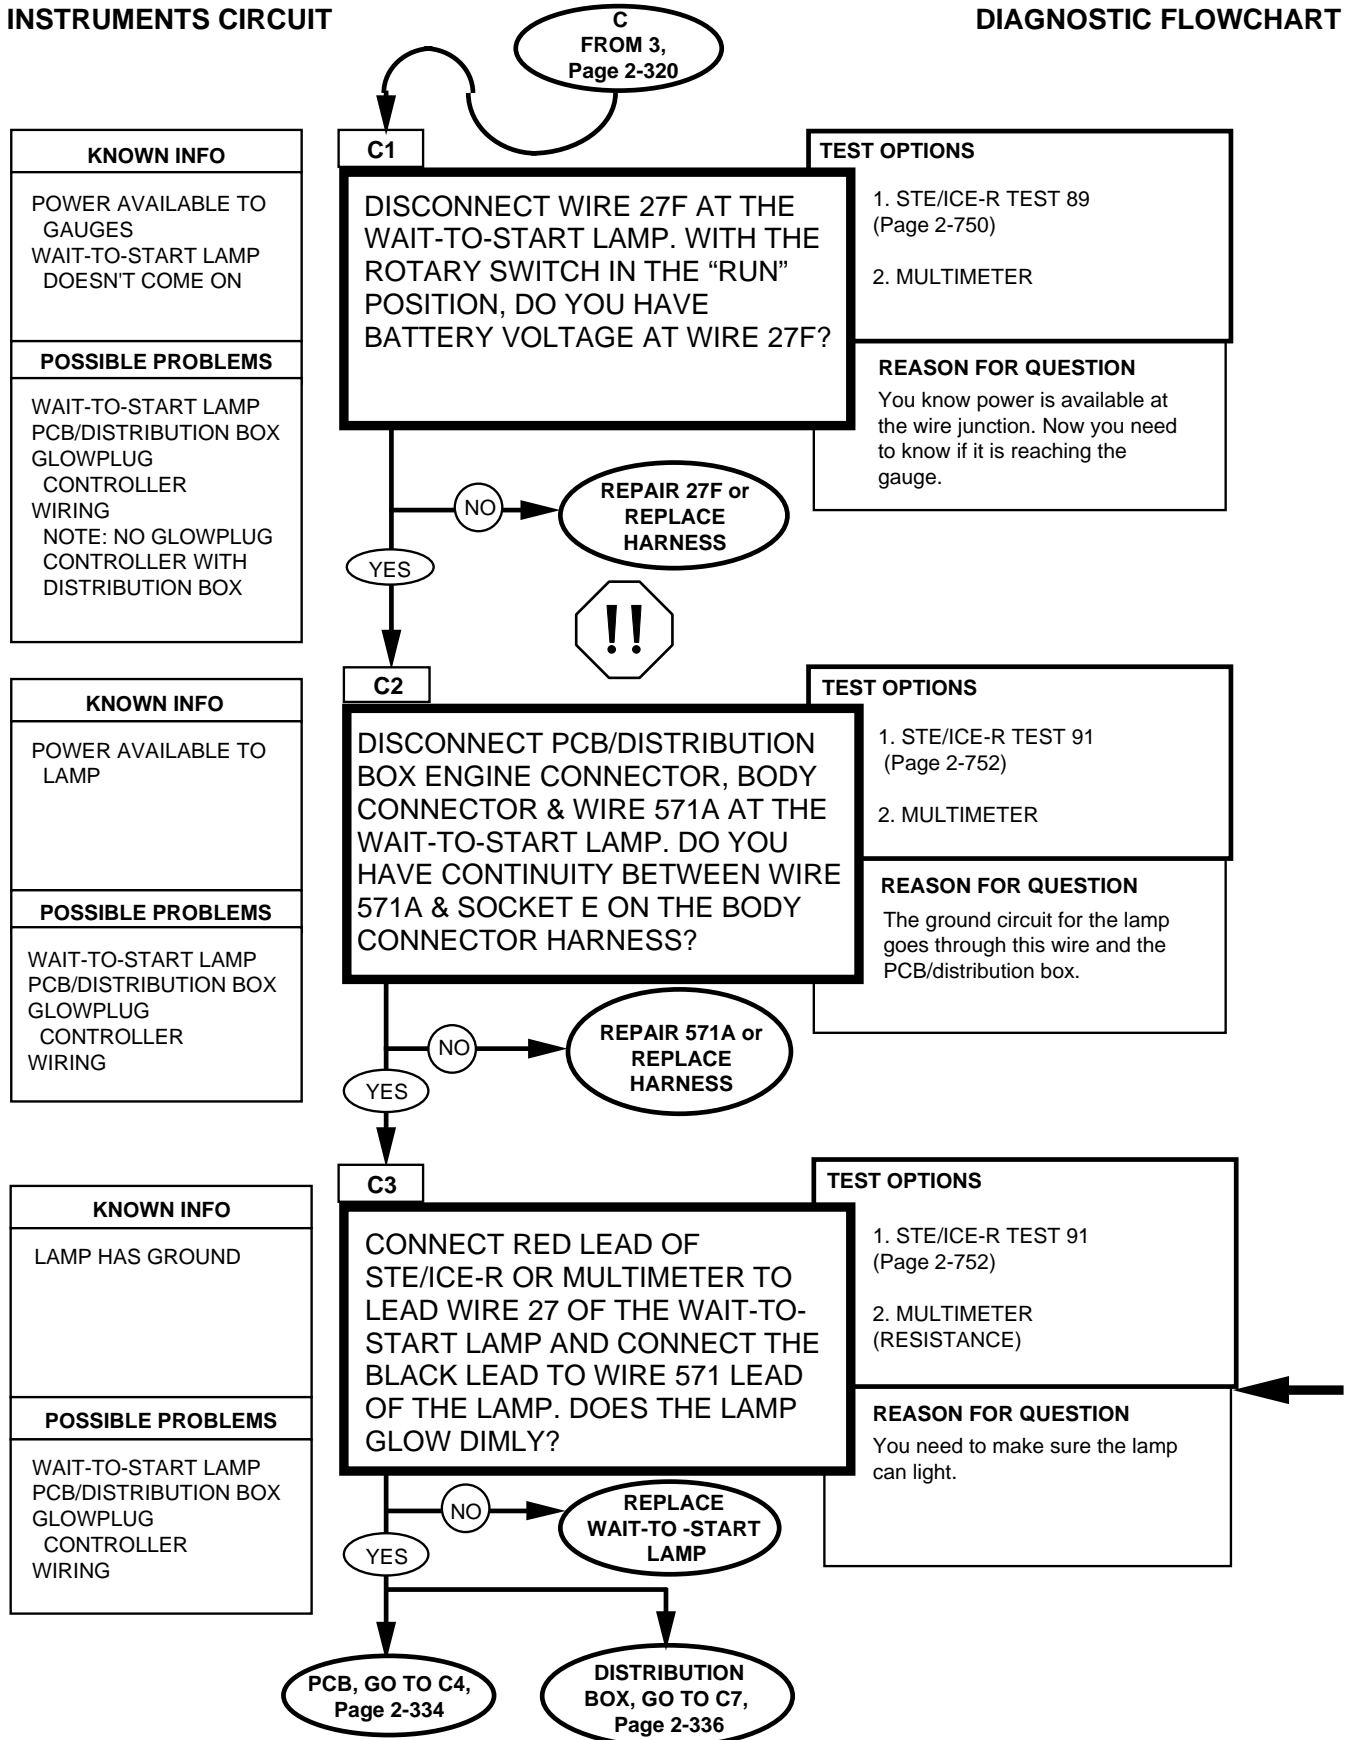 INSTRUMENTS CIRCUIT
DIAGNOSTIC FLOWCHART
C
FROM 3,
Page 2-320
KNOWN INFO
POWER AVAILABLE TO
GAUGES
WAIT-TO-START LAMP
DOESN'T COME ON
POSSIBLE PROBLEMS
WAIT-TO-START LAMP
PCB/DISTRIBUTION BOX
GLOWPLUG
CONTROLLER
WIRING
NOTE: NO GLOWPLUG
CONTROLLER WITH
DISTRIBUTION BOX
C1
DISCONNECT WIRE 27F AT THE
WAIT-TO-START LAMP. WITH THE
ROTARY SWITCH IN THE “RUN”
POSITION, DO YOU HAVE
BATTERY VOLTAGE AT WIRE 27F?
TEST OPTIONS
1. STE/ICE-R TEST 89
(Page 2-750)
2. MULTIMETER
REASON FOR QUESTION
You know power is available at
the wire junction. Now you need
to know if it is reaching the
gauge.
NO
REPAIR 27F or
REPLACE
HARNESS
YES
!!
KNOWN INFO
POWER AVAILABLE TO
LAMP
POSSIBLE PROBLEMS
WAIT-TO-START LAMP
PCB/DISTRIBUTION BOX
GLOWPLUG
CONTROLLER
WIRING
C2
DISCONNECT PCB/DISTRIBUTION
BOX ENGINE CONNECTOR, BODY
CONNECTOR & WIRE 571A AT THE
WAIT-TO-START LAMP. DO YOU
HAVE CONTINUITY BETWEEN WIRE
571A & SOCKET E ON THE BODY
CONNECTOR HARNESS?
TEST OPTIONS
1. STE/ICE-R TEST 91
(Page 2-752)
2. MULTIMETER
REASON FOR QUESTION
The ground circuit for the lamp
goes through this wire and the
PCB/distribution box.
NO
REPAIR 571A or
REPLACE
HARNESS
YES
KNOWN INFO
LAMP HAS GROUND
POSSIBLE PROBLEMS
WAIT-TO-START LAMP
PCB/DISTRIBUTION BOX
GLOWPLUG
CONTROLLER
WIRING
C3
CONNECT RED LEAD OF
STE/ICE-R OR MULTIMETER TO
LEAD WIRE 27 OF THE WAIT-TO-
START LAMP AND CONNECT THE
BLACK LEAD TO WIRE 571 LEAD
OF THE LAMP. DOES THE LAMP
GLOW DIMLY?
TEST OPTIONS
1. STE/ICE-R TEST 91
(Page 2-752)
2. MULTIMETER
(RESISTANCE)
REASON FOR QUESTION
You need to make sure the lamp
can light.
NO
REPLACE
WAIT-TO -START
LAMP
YES
PCB, GO TO C4,
Page 2-334
DISTRIBUTION
BOX, GO TO C7,
Page 2-336